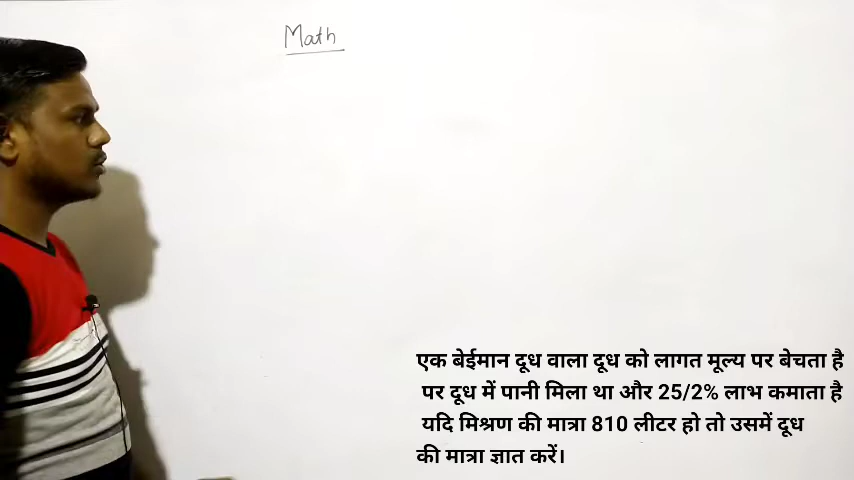 Math
एक बेईमान दूध वाला दूध को लागत मूल्य पर बेचता है
पर दूध में पानी मिला था और 25/2% लाभ कमाता है
यदि मिश्रण की मात्रा 810 लीटर हो तो उसमें दूध
की मात्रा ज्ञात करें।